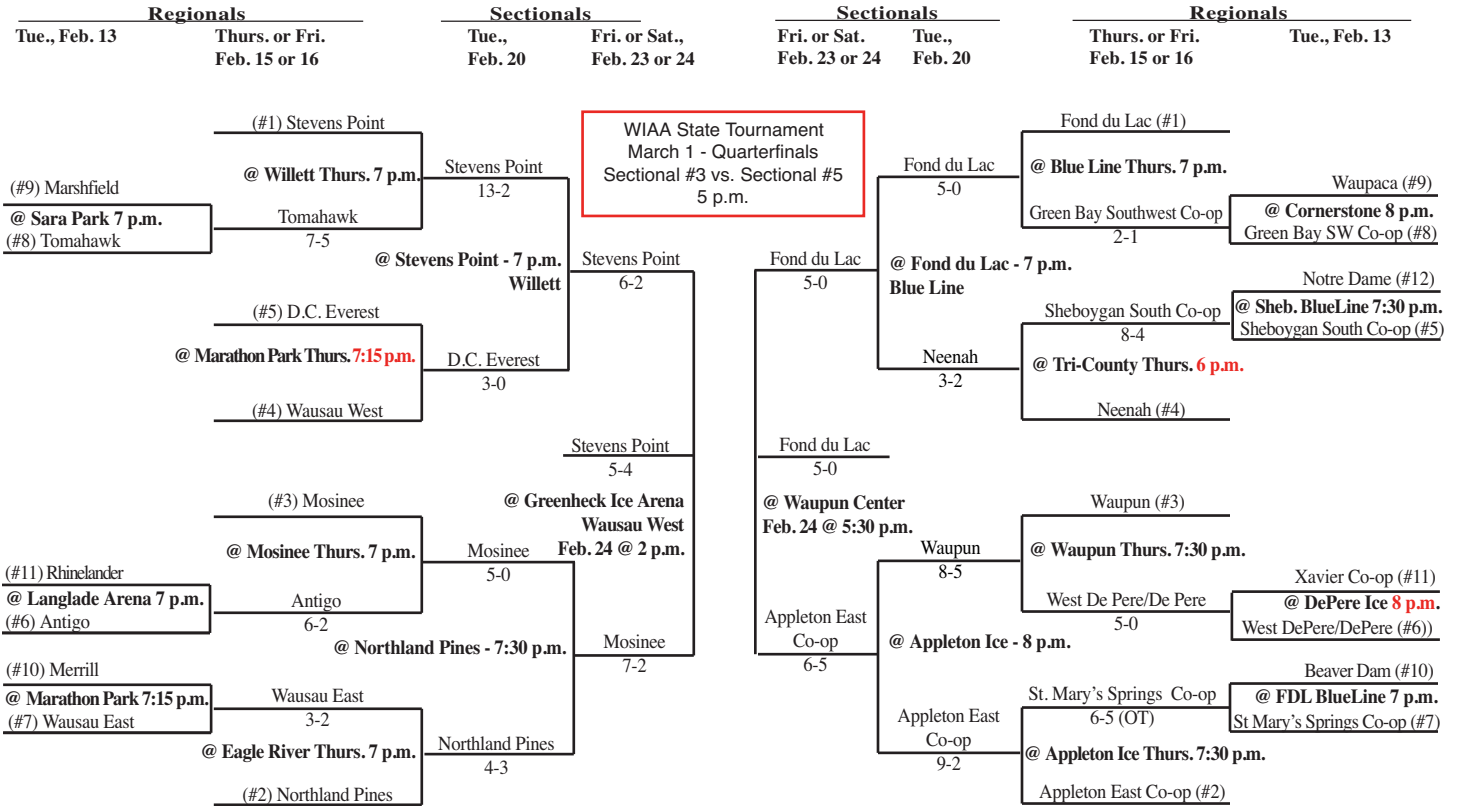 Regionals
Sectionals
Sectionals
Regionals
Tue., Feb. 13
Thurs. or Fri.
Feb. 15 or 16
Tue.,
Feb. 20
Fri. or Sat.,
Feb. 23 or 24
Fri. or Sat.
Feb. 23 or 24
Tue.,
Feb. 20
Thurs. or Fri.
Feb. 15 or 16
Tue., Feb. 13
WIAA State Tournament
March 1 - Quarterfinals
Sectional #3 vs. Sectional #5
5 p.m.
(#1) Stevens Point
@ Willett Thurs. 7 p.m.
(#9) Marshfield
@ Sara Park 7 p.m.
(#8) Tomahawk
Tomahawk
7-5
Stevens Point
13-2
@ Stevens Point - 7 p.m.
Willett
Stevens Point
6-2
(#5) D.C. Everest
@ Marathon Park Thurs. 7:15 p.m.
D.C. Everest
3-0
(#4) Wausau West
Stevens Point
5-4
@ Greenheck Ice Arena
Wausau West
Feb. 24 @ 2 p.m.
(#3) Mosinee
@ Mosinee Thurs. 7 p.m.
Mosinee
5-0
(#11) Rhinelander
@ Langlade Arena 7 p.m.
(#6) Antigo
Antigo
6-2
@ Northland Pines - 7:30 p.m.
Mosinee
7-2
(#10) Merrill
@ Marathon Park 7:15 p.m.
(#7) Wausau East
Wausau East
3-2
@ Eagle River Thurs. 7 p.m.
Northland Pines
4-3
(#2) Northland Pines
Fond du Lac (#1)
@ Blue Line Thurs. 7 p.m.
Fond du Lac
5-0
Waupaca (#9)
@ Cornerstone 8 p.m.
Green Bay SW Co-op (#8)
Green Bay Southwest Co-op
2-1
Fond du Lac
5-0
@ Fond du Lac - 7 p.m.
Blue Line
Notre Dame (#12)
@ Sheb. BlueLine 7:30 p.m.
Sheboygan South Co-op (#5)
Sheboygan South Co-op
8-4
Neenah
3-2
@ Tri-County Thurs. 6 p.m.
Neenah (#4)
Fond du Lac
5-0
@ Waupun Center
Feb. 24 @ 5:30 p.m.
Waupun (#3)
@ Waupun Thurs. 7:30 p.m.
Waupun
8-5
Xavier Co-op (#11)
@ DePere Ice 8 p.m.
West DePere/DePere (#6))
West De Pere/De Pere
5-0
Appleton East
Co-op
6-5
@ Appleton Ice - 8 p.m.
Beaver Dam (#10)
@ FDL BlueLine 7 p.m.
St Mary's Springs Co-op (#7)
St. Mary's Springs Co-op
6-5 (OT)
Appleton East
Co-op
9-2
@ Appleton Ice Thurs. 7:30 p.m.
Appleton East Co-op (#2)